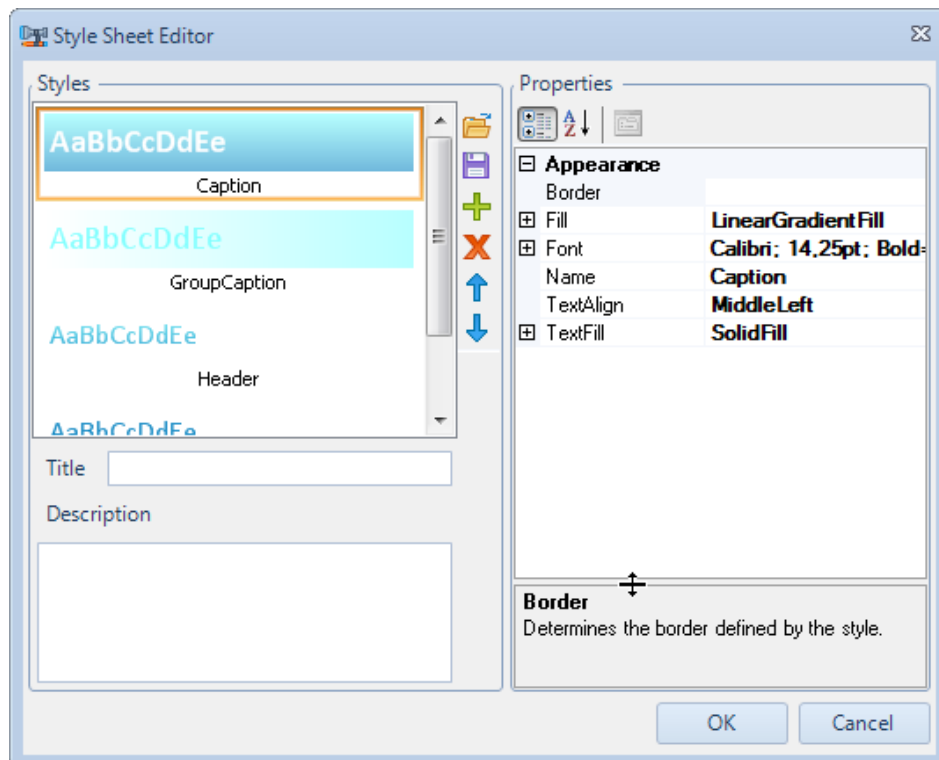 Style Sheet Editor
Styles
AaBbCcDdEe
Caption
AaBbCcDdEe
GroupCaption
AaBbCcDdEe
Header
AaBbCcDdEe
Title
Description
Properties
A
Z
Appearance
Border
Fill LinearGradientFill
Font Calibri; 14,25pt; Bold=
Name Caption
TextAlign MiddleLeft
TextFill SolidFill
Border
Determines the border defined by the style.
OK Cancel